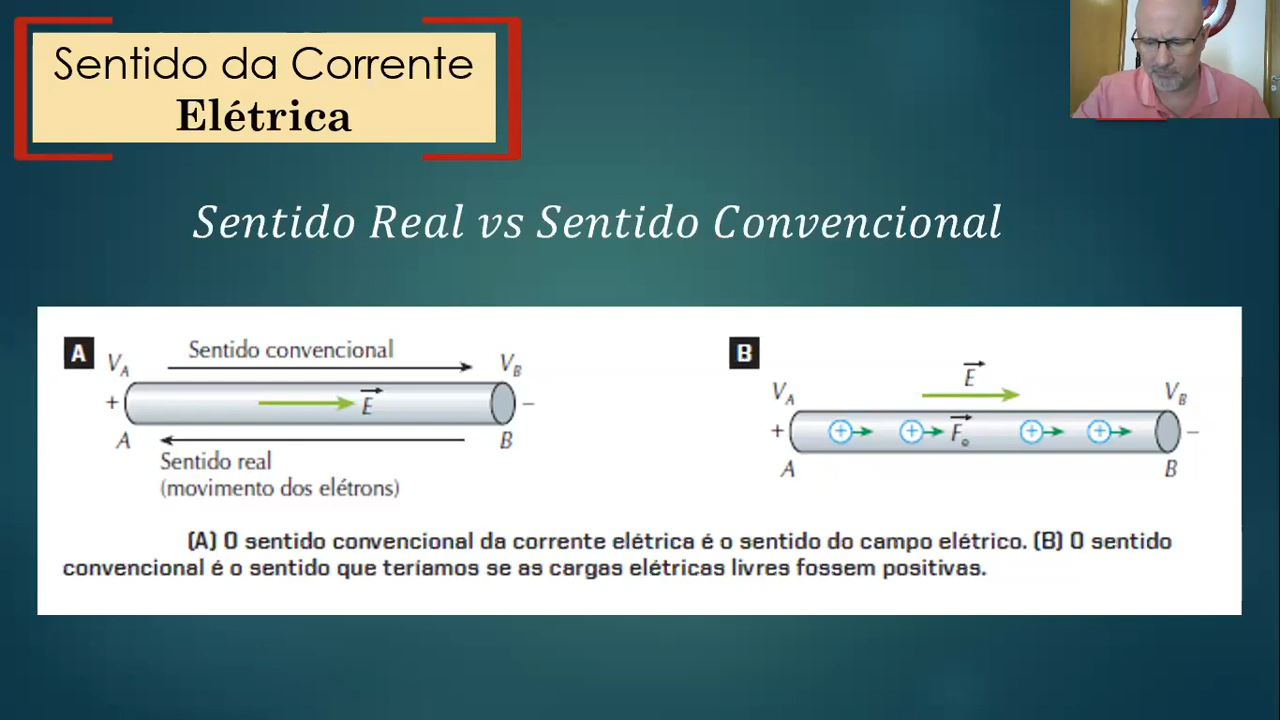 Sentido da Corrente
Elétrica
Sentido Real vs Sentido Convencional
A
V_A
Sentido convencional
V_B
+
E
−
A
B
Sentido real
(movimento dos elétrons)
B
E
V_A
V_B
+
+
+
F_e
+
+
−
A
B
(A) O sentido convencional da corrente elétrica é o sentido do campo elétrico. (B) O sentido
convencional é o sentido que teríamos se as cargas elétricas livres fossem positivas.